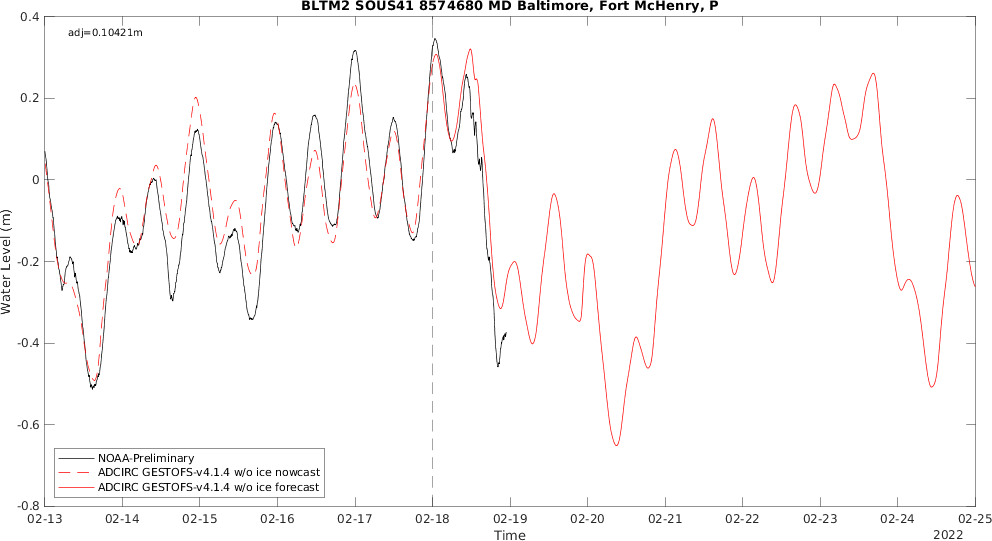 BLTM2 SOUS41 8574680 MD Baltimore, Fort McHenry, P
adj=0.10421m
0.4
0.2
0
-0.2
-0.4
-0.6
-0.8
Water Level (m)
NOAA-Preliminary
ADCIRC GESTOFS-v4.1.4 w/o ice nowcast
ADCIRC GESTOFS-v4.1.4 w/o ice forecast
02-13 02-14 02-15 02-16 02-17 02-18 02-19 02-20 02-21 02-22 02-23 02-24 02-25
Time
2022